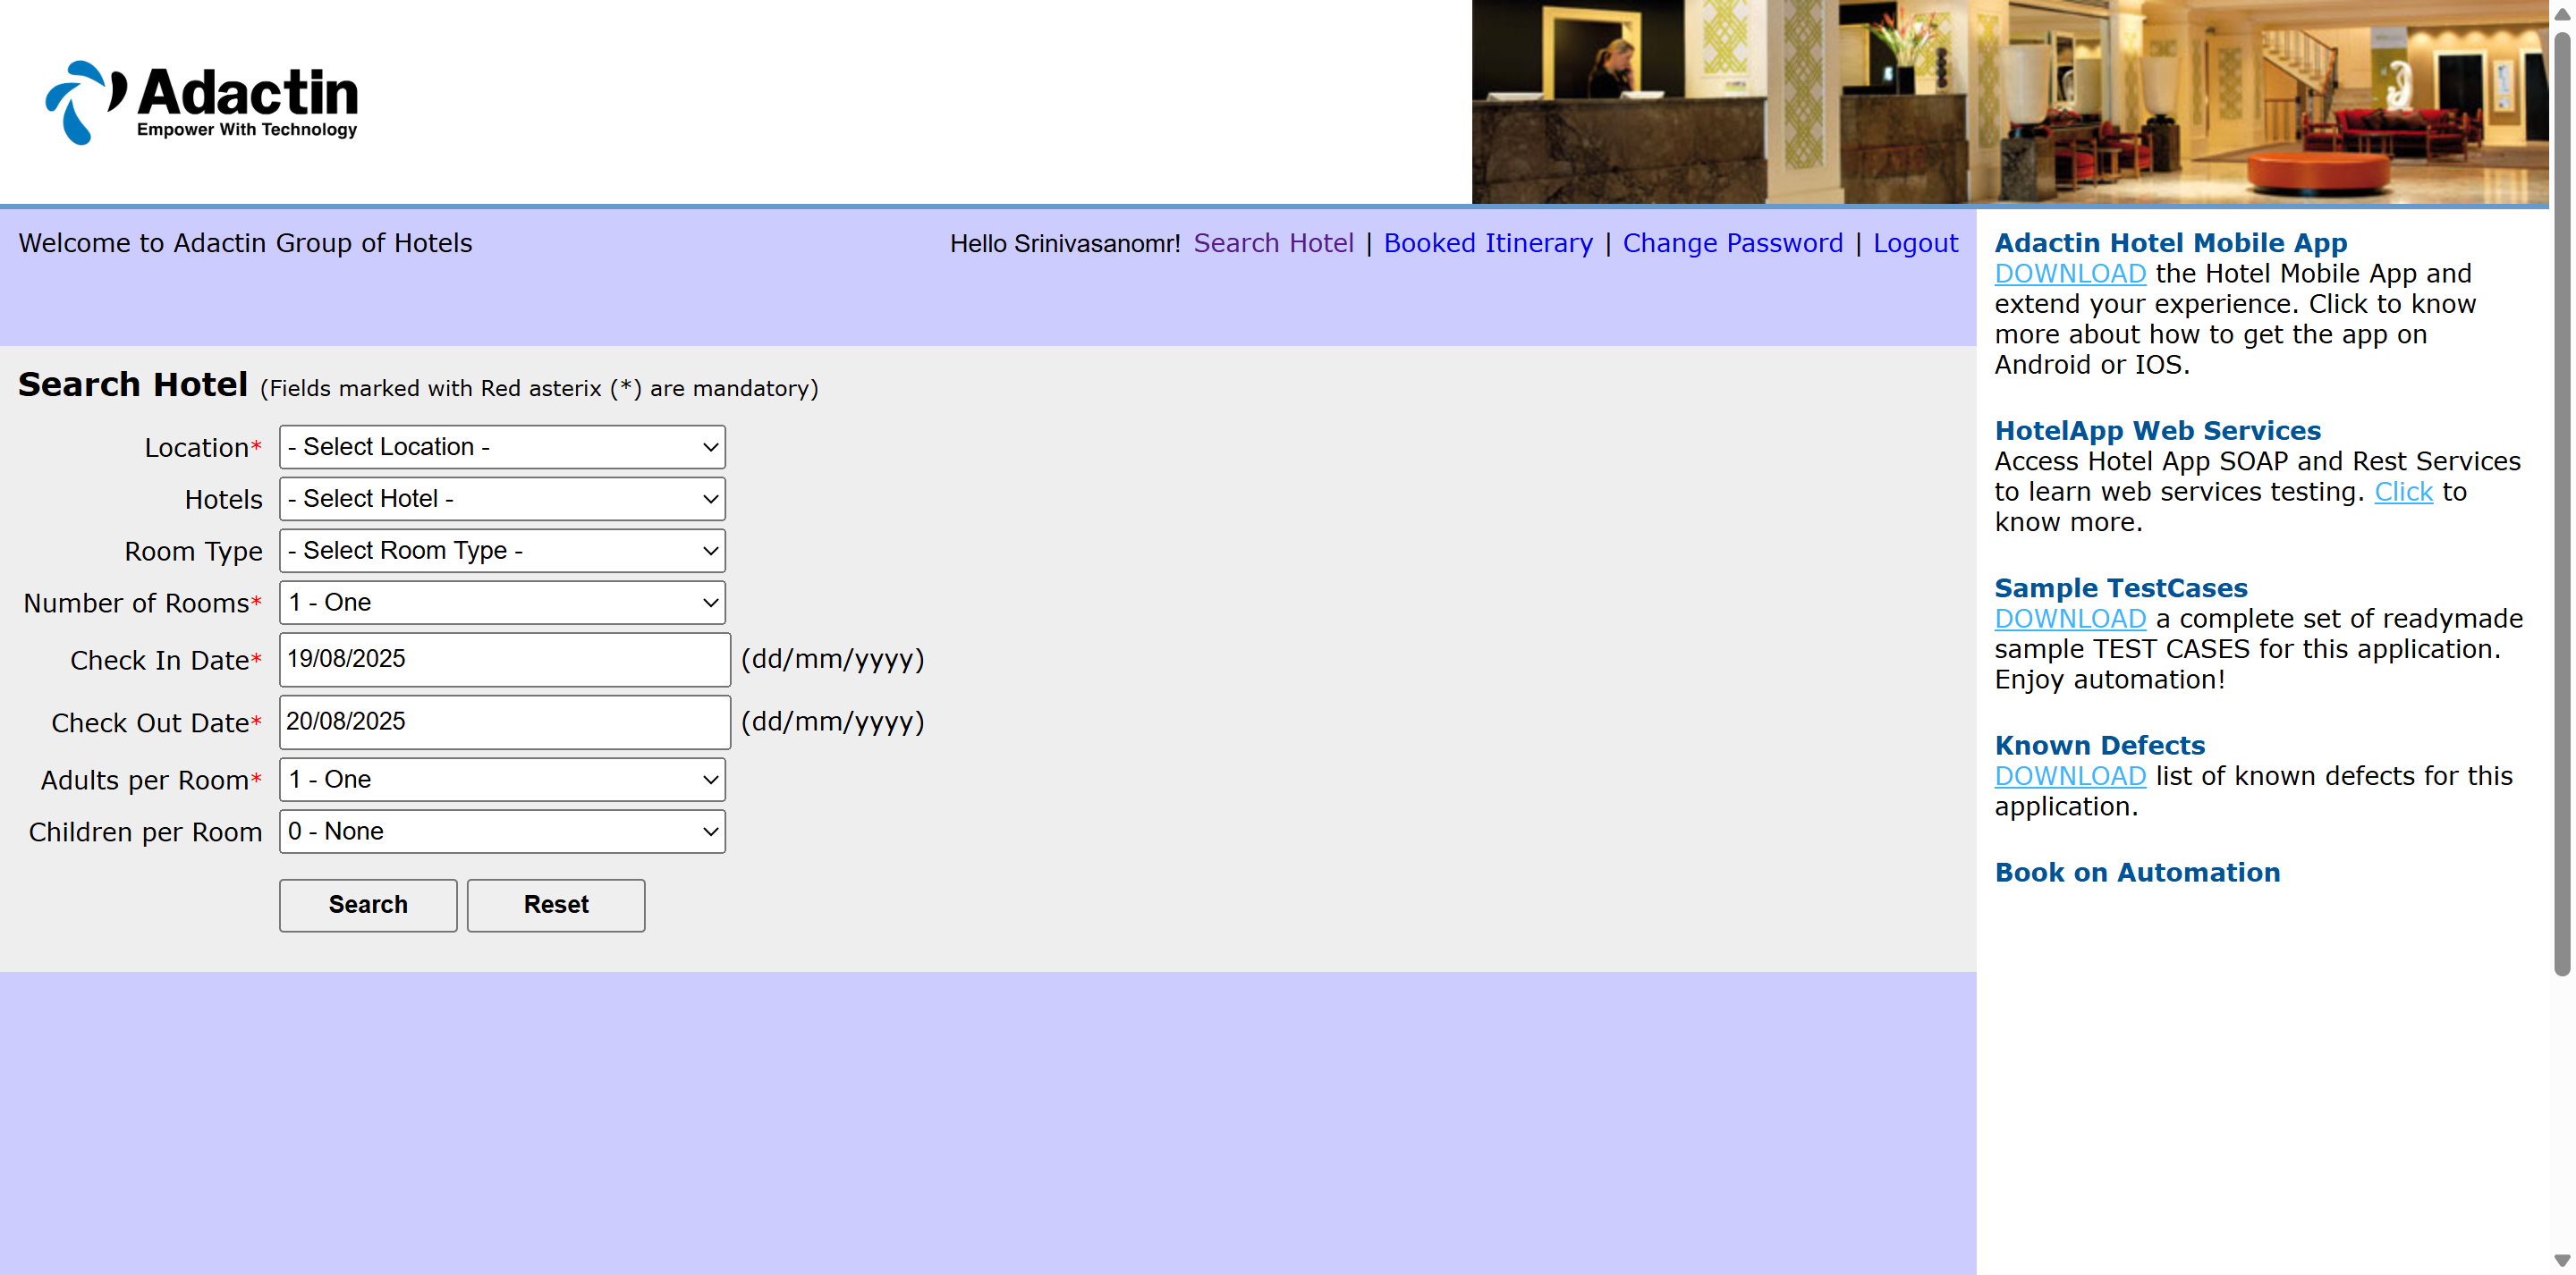 Adactin
Empower With Technology
Welcome to Adactin Group of Hotels
Hello Srinivasanomr! Search Hotel | Booked Itinerary | Change Password | Logout
Search Hotel (Fields marked with Red asterix (*) are mandatory)
Location* - Select Location -
Hotels - Select Hotel -
Room Type - Select Room Type -
Number of Rooms* 1 - One
Check In Date* 19/08/2025 (dd/mm/yyyy)
Check Out Date* 20/08/2025 (dd/mm/yyyy)
Adults per Room* 1 - One
Children per Room 0 - None
Search Reset
Adactin Hotel Mobile App
DOWNLOAD the Hotel Mobile App and
extend your experience. Click to know
more about how to get the app on
Android or IOS.
HotelApp Web Services
Access Hotel App SOAP and Rest Services
to learn web services testing. Click to
know more.
Sample TestCases
DOWNLOAD a complete set of readymade
sample TEST CASES for this application.
Enjoy automation!
Known Defects
DOWNLOAD list of known defects for this
application.
Book on Automation